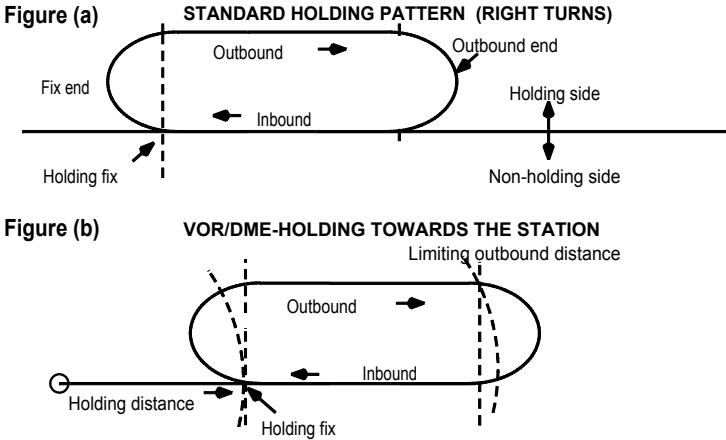 Figure (a)
STANDARD HOLDING PATTERN (RIGHT TURNS)
Outbound
Outbound end
Fix end
Holding side
Inbound
Holding fix
Non-holding side
Figure (b)
VOR/DME-HOLDING TOWARDS THE STATION
Limiting outbound distance
Outbound
Inbound
Holding distance
Holding fix